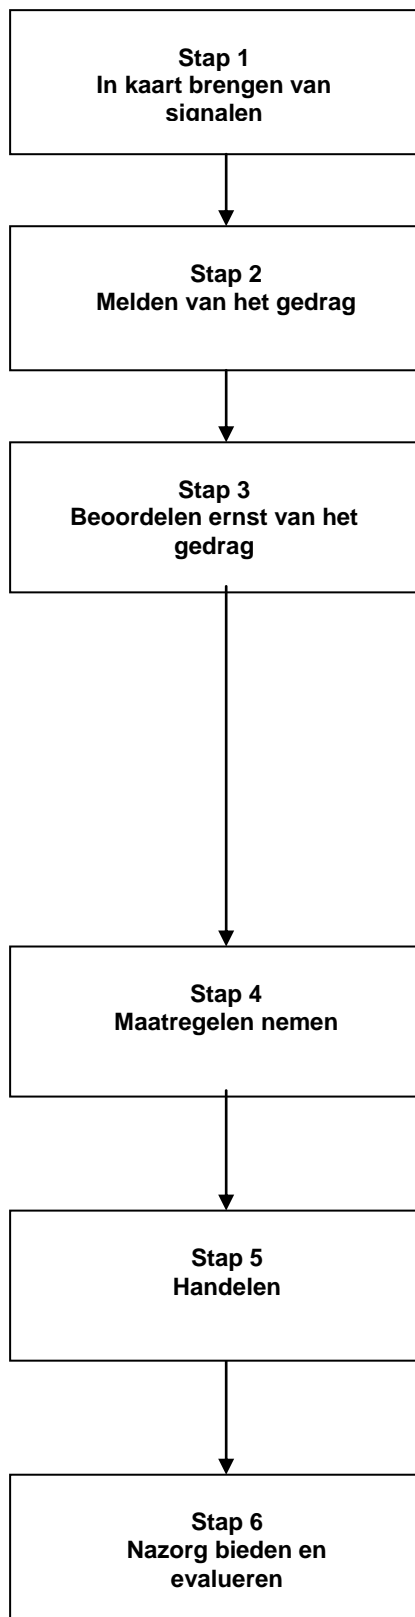 Stap 1
In kaart brengen van
signalen
Stap 2
Melden van het gedrag
Stap 3
Beoordelen ernst van het
gedrag
Stap 4
Maatregelen nemen
Stap 5
Handelen
Stap 6
Nazorg bieden en
evalueren